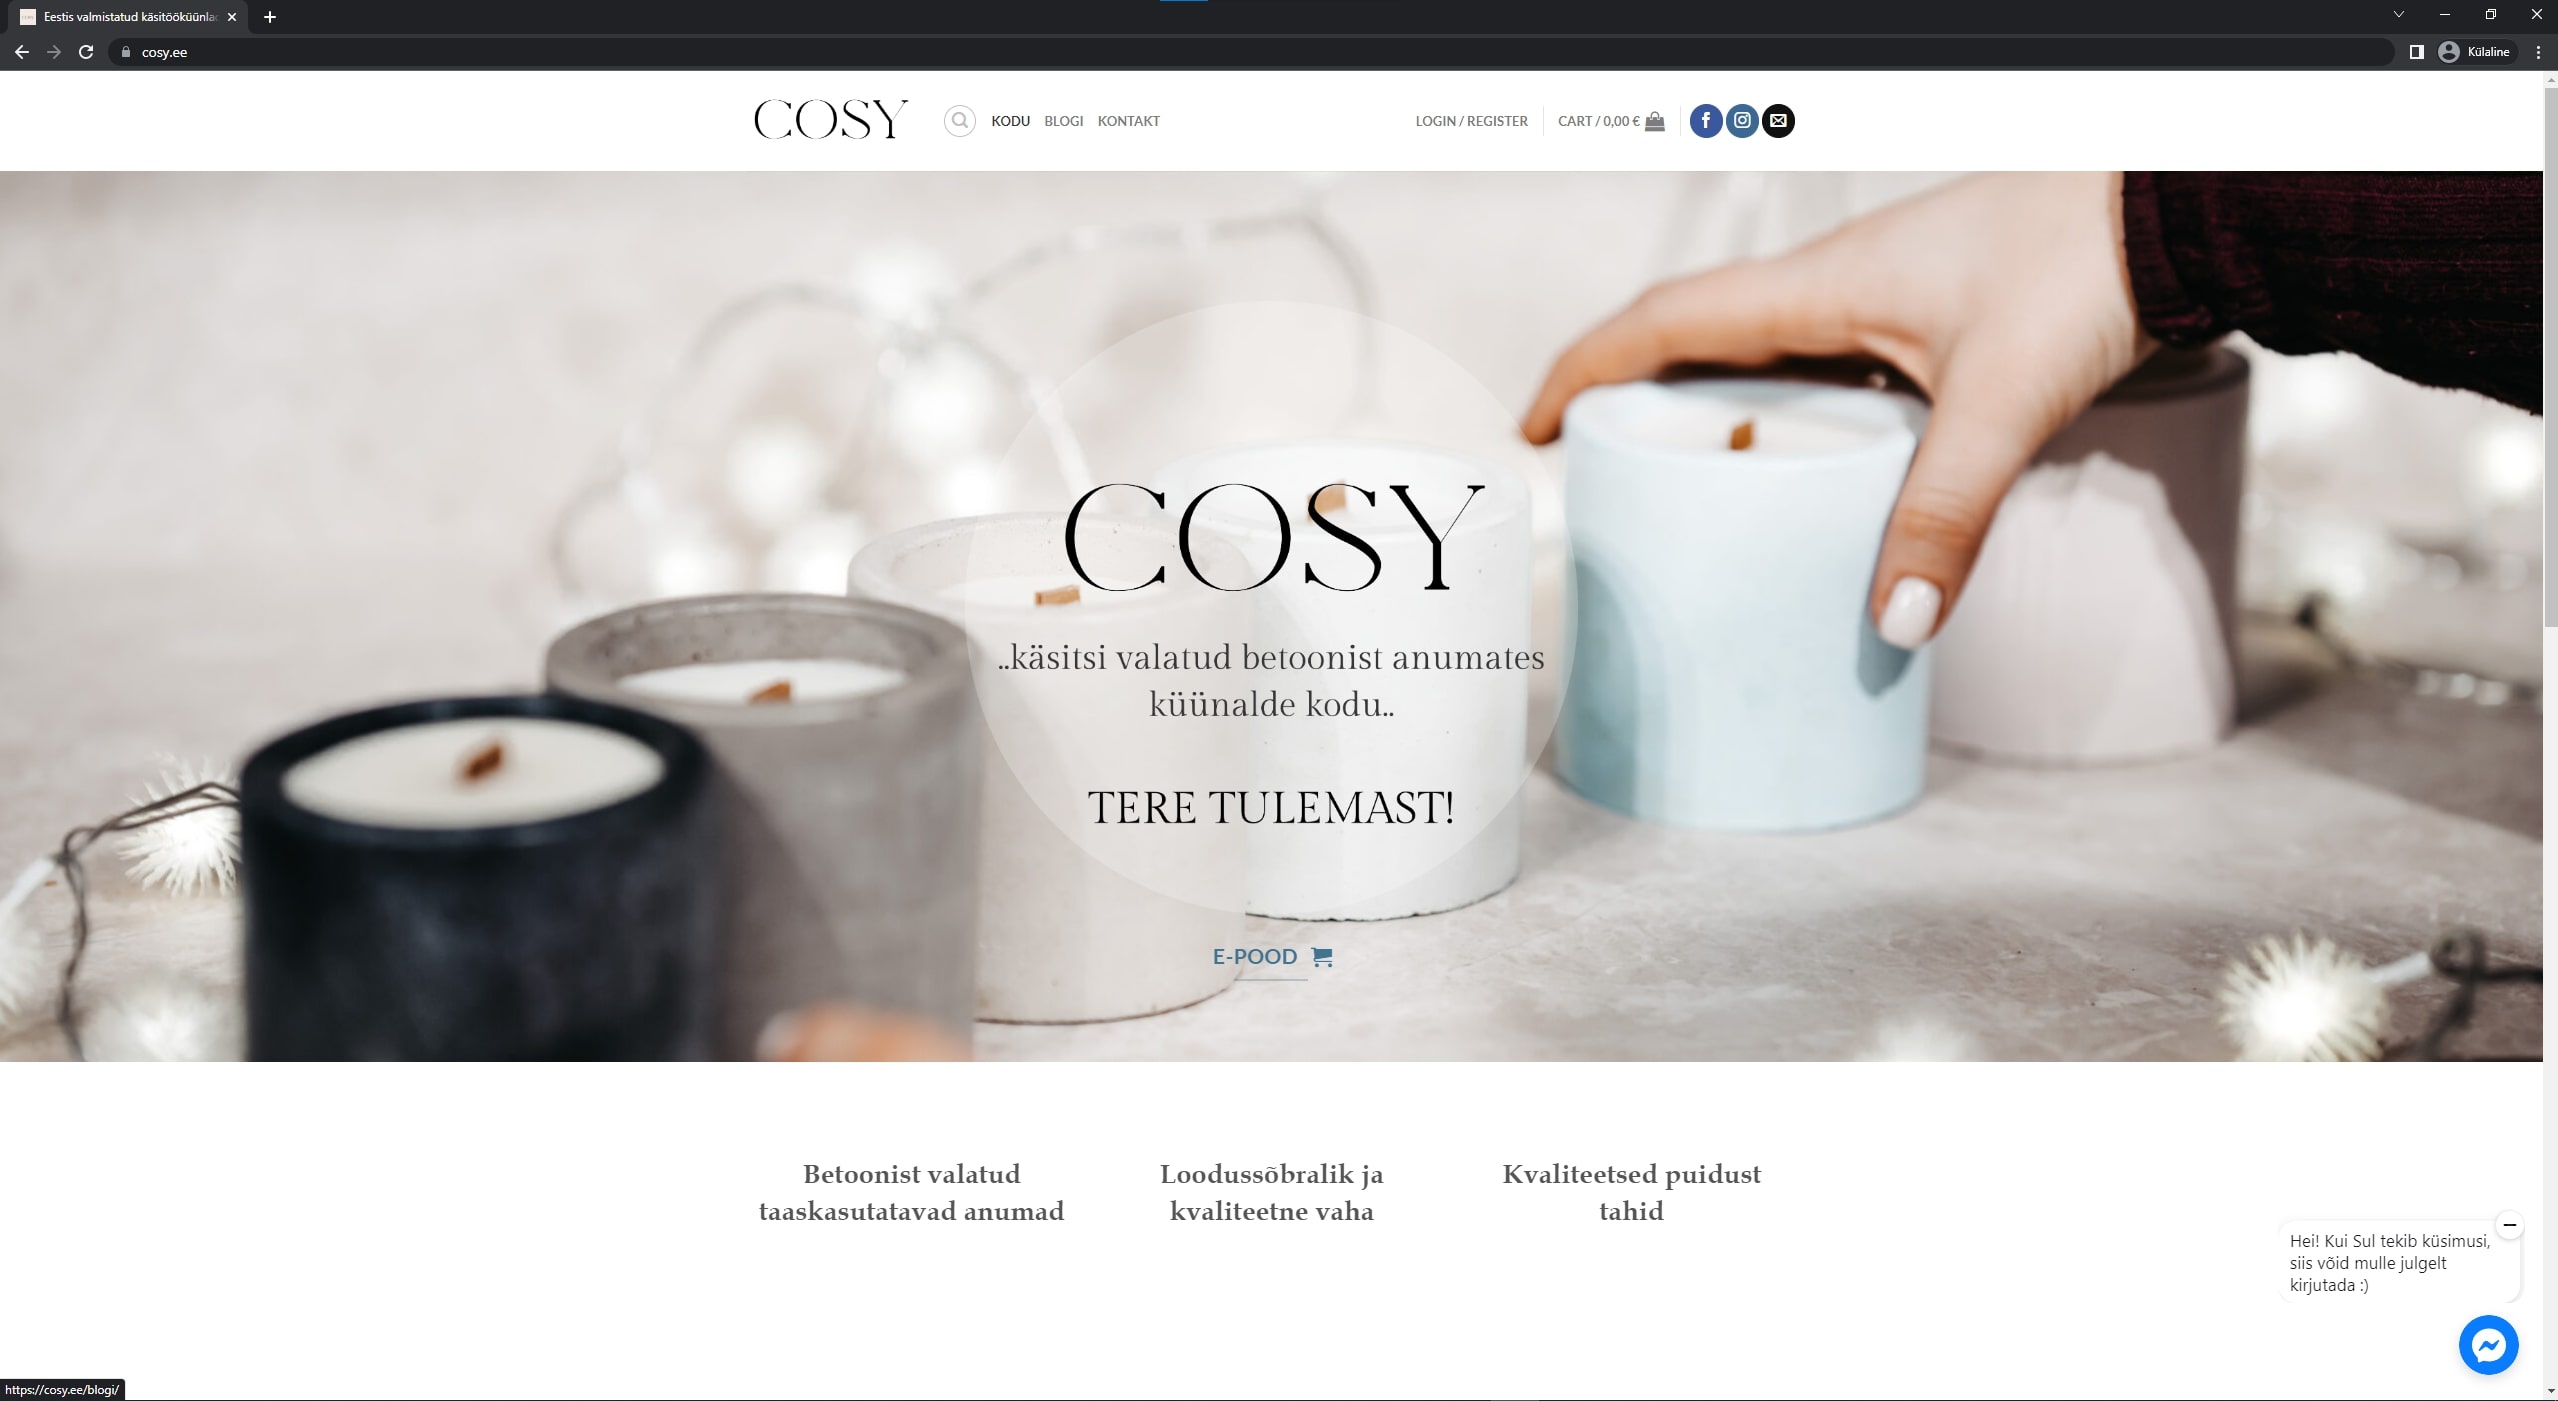 Eestis valmistatud käsitööküünlad
cosy.ee
Külaline
COSY
KODU
BLOGI
KONTAKT
LOGIN / REGISTER
CART / 0,00 €
COSY
..käsitsi valatud betoonist anumates
küünalde kodu..
TERE TULEMAST!
E-POOD
Betoonist valatud
taaskasutatavad anumad
Loodussõbralik ja
kvaliteetne vaha
Kvaliteetsed puidust
tahid
Hei! Kui Sul tekib küsimusi,
siis võid mulle julgelt
kirjutada :)
https://cosy.ee/blogi/